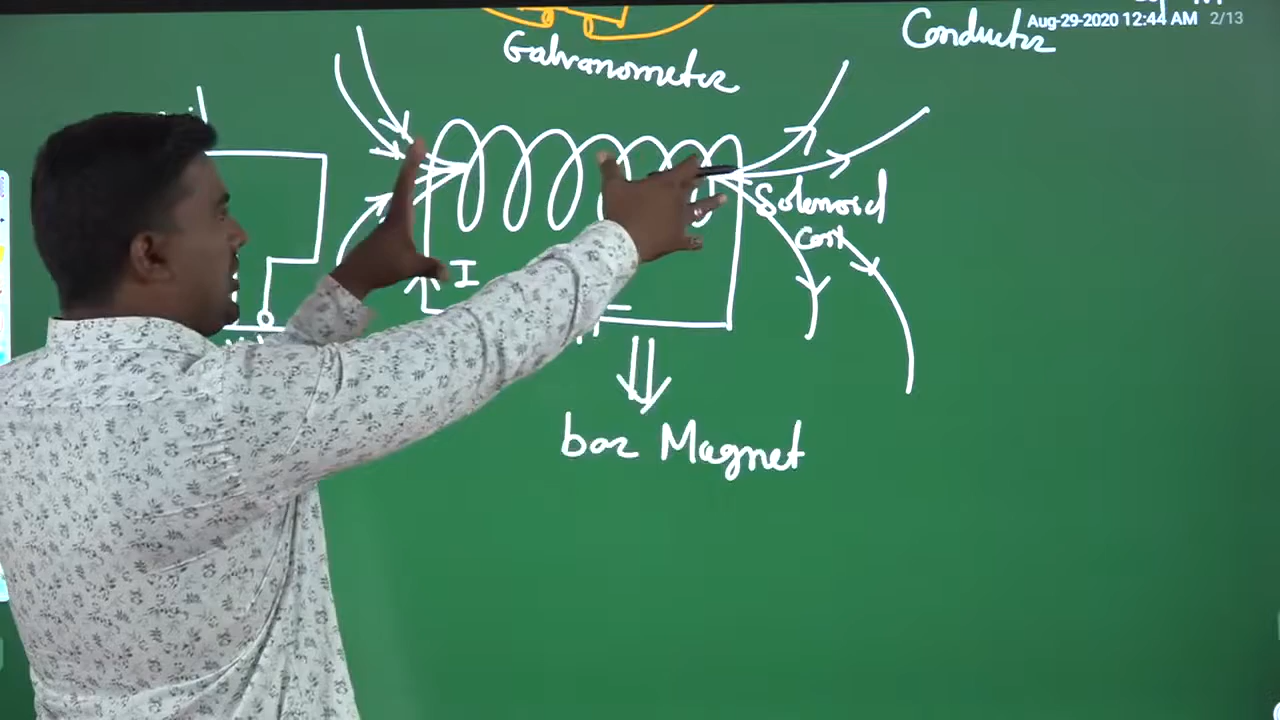 Conductor
Aug-29-2020 12:44 AM 2/13
Galvanometer
Solenoid
coil
I
bar Magnet